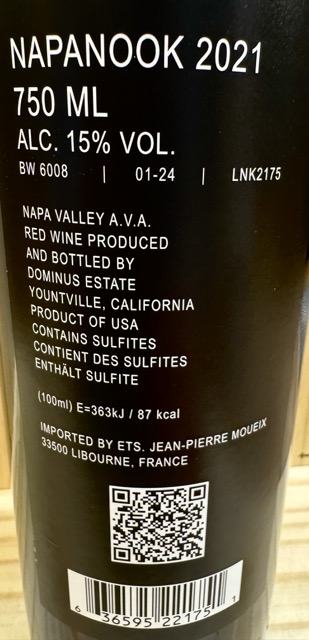 NAPANOOK 2021
750 ML
ALC. 15% VOL.
BW 6008 | 01-24 | LNK2175
NAPA VALLEY A.V.A.
RED WINE PRODUCED
AND BOTTLED BY
DOMINUS ESTATE
YOUNTVILLE, CALIFORNIA
PRODUCT OF USA
CONTAINS SULFITES
CONTIENT DES SULFITES
ENTHÄLT SULFITE
(100ml) E=363kJ / 87 kcal
IMPORTED BY ETS. JEAN-PIERRE MOUEIX
33500 LIBOURNE, FRANCE
6 36595 22175 1